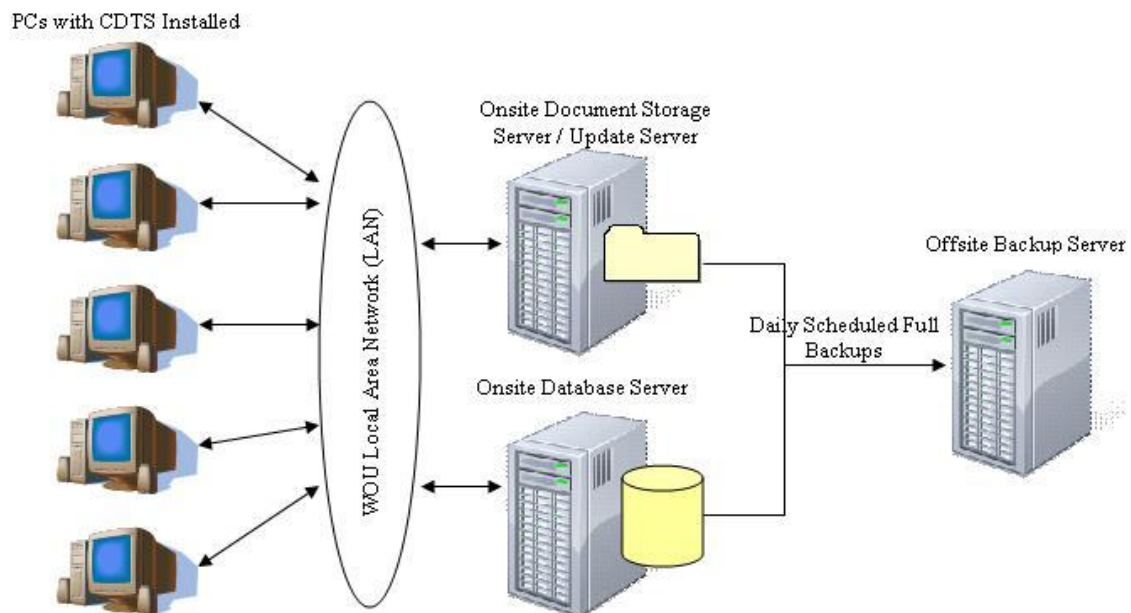 PCs with CDTS Installed
WOU Local Area Network (LAN)
Onsite Document Storage
Server / Update Server
Onsite Database Server
Daily Scheduled Full
Backups
Offsite Backup Server